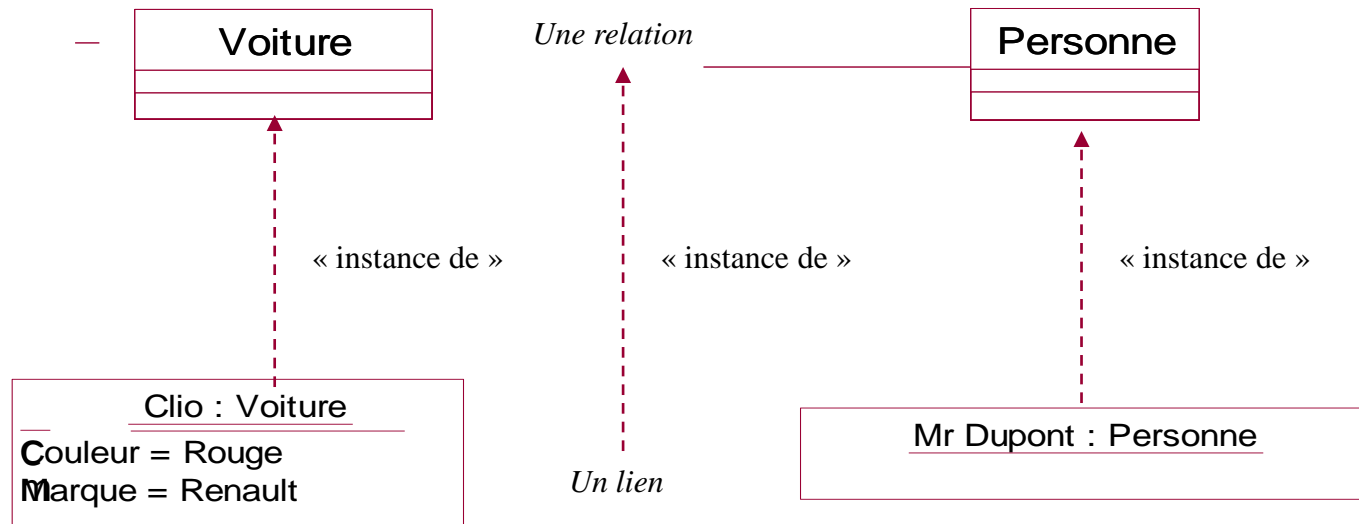 Voiture
Une relation
Personne
« instance de »
« instance de »
« instance de »
Clio : Voiture
Couleur = Rouge
Marque = Renault
Un lien
Mr Dupont : Personne